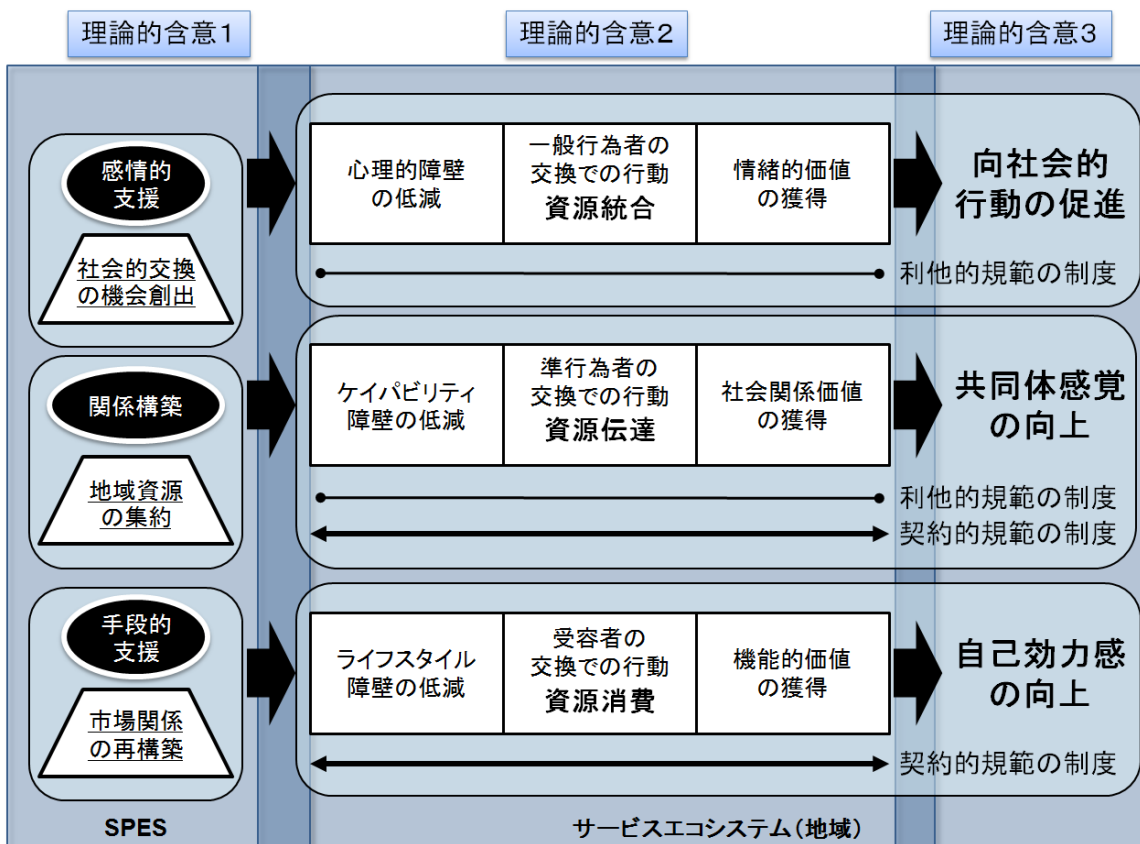 理論的含意1
理論的含意2
理論的含意3
感情的
支援
社会的交換
の機会創出
心理的障壁
の低減
一般行為者の
交換での行動
資源統合
情緒的価値
の獲得
向社会的
行動の促進
利他的規範の制度
関係構築
地域資源
の集約
ケイパビリティ
障壁の低減
準行為者の
交換での行動
資源伝達
社会関係価値
の獲得
共同体感覚
の向上
利他的規範の制度
契約的規範の制度
手段的
支援
市場関係
の再構築
ライフスタイル
障壁の低減
受容者の
交換での行動
資源消費
機能的価値
の獲得
自己効力感
の向上
契約的規範の制度
SPES
サービスエコシステム(地域)